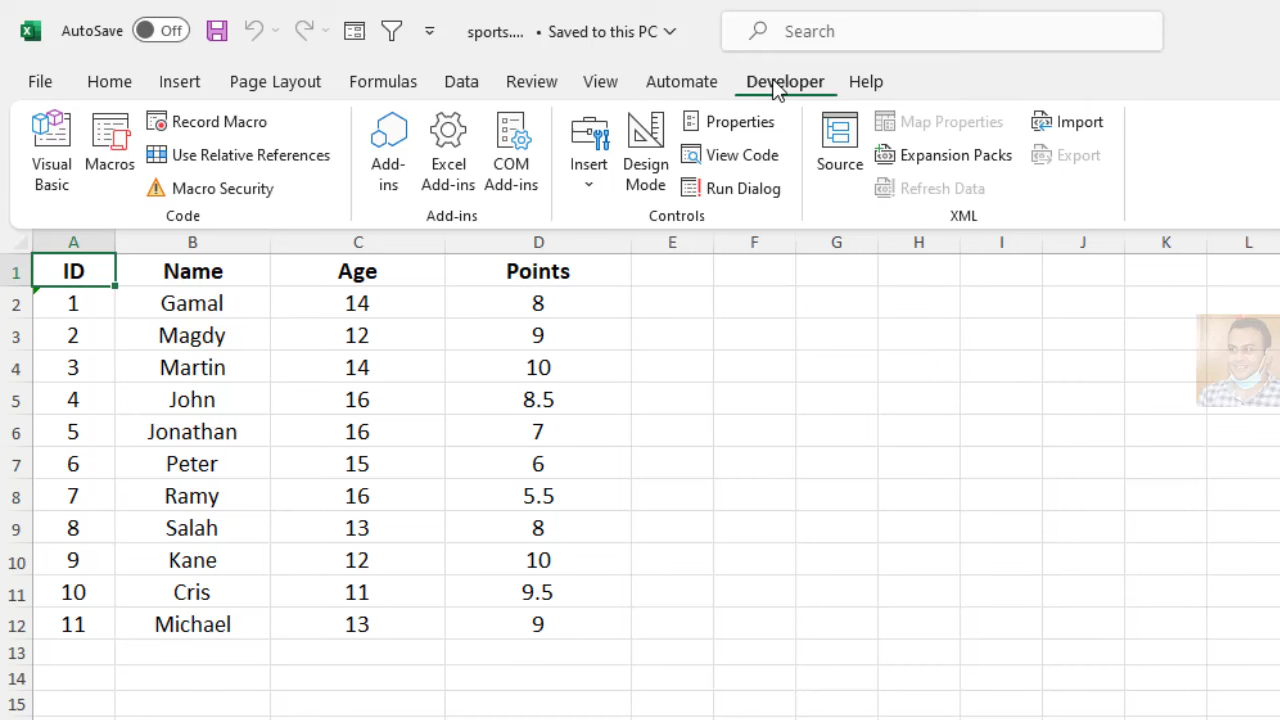 AutoSave Off sports.... • Saved to this PC Search
File Home Insert Page Layout Formulas Data Review View Automate Developer Help
Visual Basic
Macros
Record Macro
Use Relative References
Macro Security
Code
Add-ins
Excel Add-ins
COM Add-ins
Add-ins
Insert
Design Mode
Properties
View Code
Run Dialog
Controls
Source
Map Properties
Expansion Packs
Refresh Data
Import
Export
XML
A B C D E F G H I J K L
1 ID Name Age Points
2 1 Gamal 14 8
3 2 Magdy 12 9
4 3 Martin 14 10
5 4 John 16 8.5
6 5 Jonathan 16 7
7 6 Peter 15 6
8 7 Ramy 16 5.5
9 8 Salah 13 8
10 9 Kane 12 10
11 10 Cris 11 9.5
12 11 Michael 13 9
13
14
15